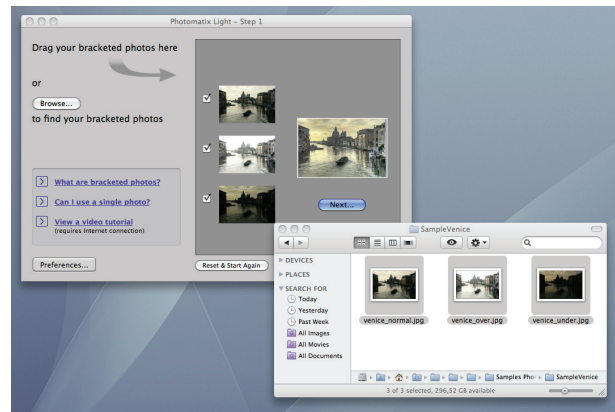 Photomatix Light – Step 1
Drag your bracketed photos here
or
Browse...
to find your bracketed photos
What are bracketed photos?
Can I use a single photo?
View a video tutorial
(requires Internet connection)
Preferences...
Reset & Start Again
Next...
SampleVenice
DEVICES
PLACES
SEARCH FOR
Today
Yesterday
Past Week
All Images
All Movies
All Documents
venice_normal.jpg
venice_over.jpg
venice_under.jpg
Samples Pho
SampleVenice
3 of 3 selected, 296,52 GB available